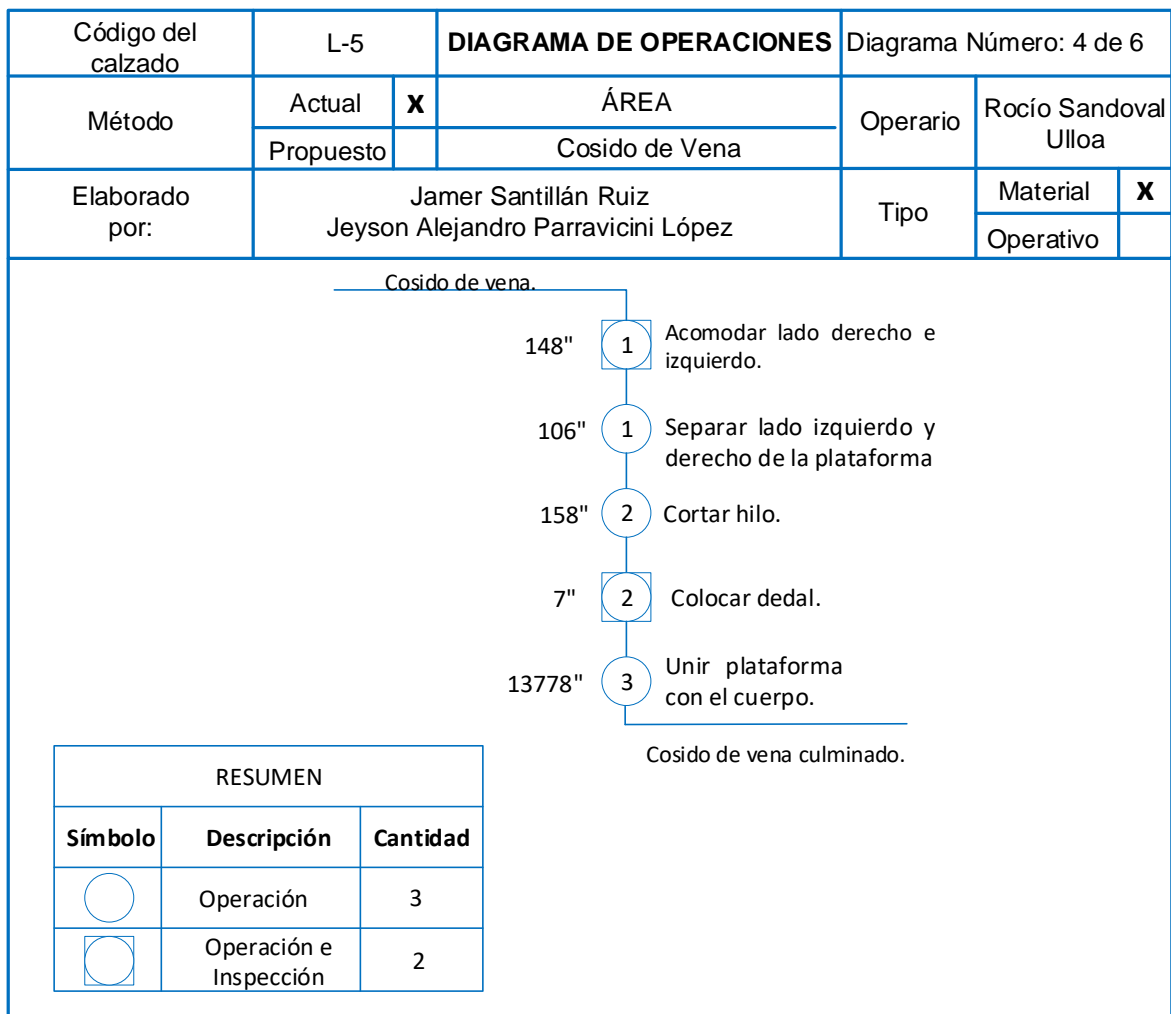 Código del
calzado
L-5
DIAGRAMA DE OPERACIONES
Diagrama Número: 4 de 6
Método
Actual
X
ÁREA
Operario
Rocío Sandoval
Ulloa
Propuesto
Cosido de Vena
Elaborado
por:
Jamer Santillán Ruiz
Jeyson Alejandro Parravicini López
Tipo
Material
X
Operativo
Cosido de vena.
148"
1
Acomodar lado derecho e
izquierdo.
106"
1
Separar lado izquierdo y
derecho de la plataforma
158"
2
Cortar hilo.
7"
2
Colocar dedal.
13778"
3
Unir plataforma
con el cuerpo.
Cosido de vena culminado.
RESUMEN
Símbolo
Descripción
Cantidad
Operación
3
Operación e
Inspección
2